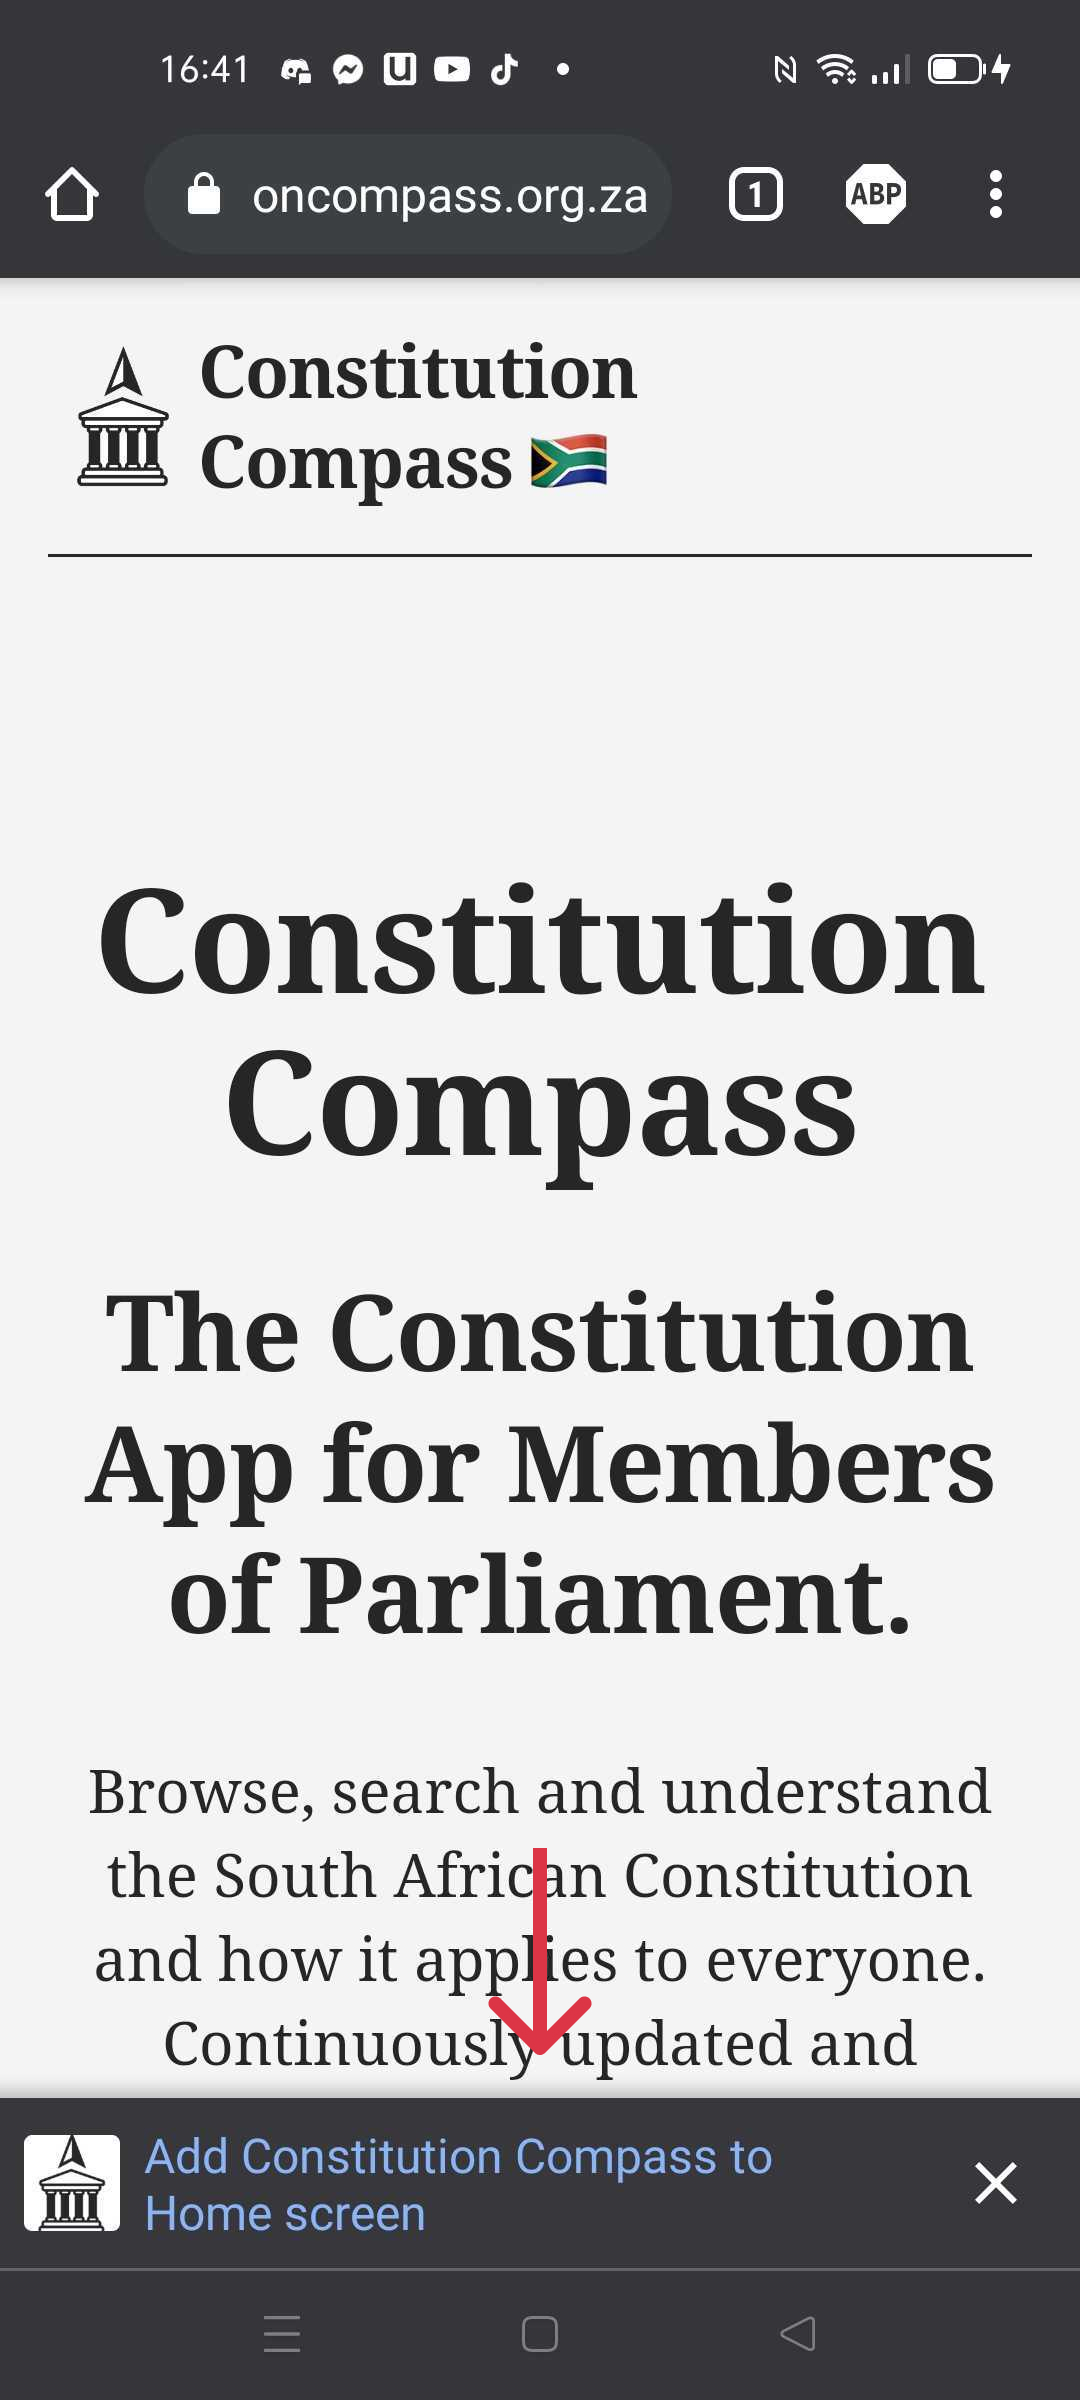 16:41
oncompass.org.za
1
ABP
Constitution
Compass
Constitution
Compass
The Constitution
App for Members
of Parliament.
Browse, search and understand
the South African Constitution
and how it applies to everyone.
Continuously updated and
Add Constitution Compass to
Home screen